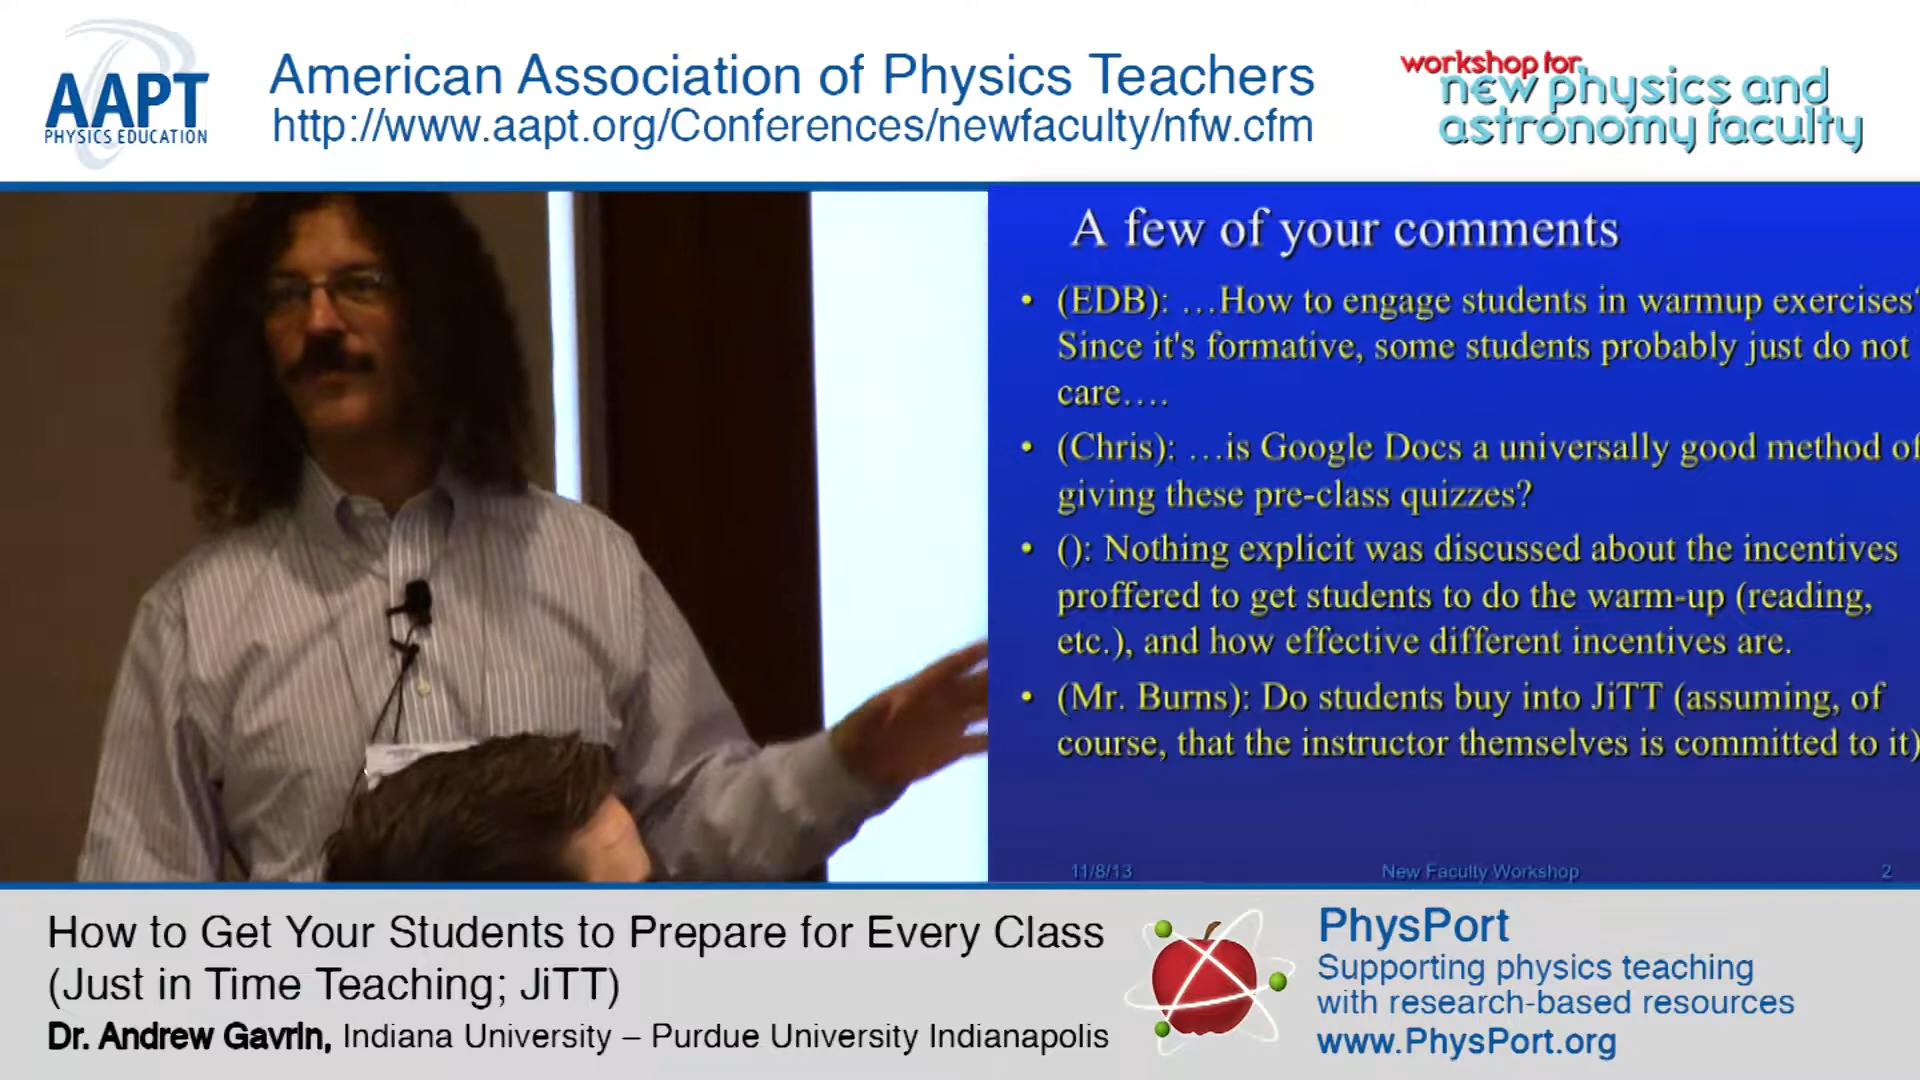 AAPT
PHYSICS EDUCATION
American Association of Physics Teachers
http://www.aapt.org/Conferences/newfaculty/nfw.cfm
workshop for
new physics and
astronomy faculty
A few of your comments
• (EDB): …How to engage students in warmup exercises?
Since it's formative, some students probably just do not
care….
• (Chris): …is Google Docs a universally good method of
giving these pre-class quizzes?
• (): Nothing explicit was discussed about the incentives
proffered to get students to do the warm-up (reading,
etc.), and how effective different incentives are.
• (Mr. Burns): Do students buy into JiTT (assuming, of
course, that the instructor themselves is committed to it)
11/8/13
New Faculty Workshop
2
How to Get Your Students to Prepare for Every Class
(Just in Time Teaching; JiTT)
Dr. Andrew Gavrin, Indiana University – Purdue University Indianapolis
PhysPort
Supporting physics teaching
with research-based resources
www.PhysPort.org